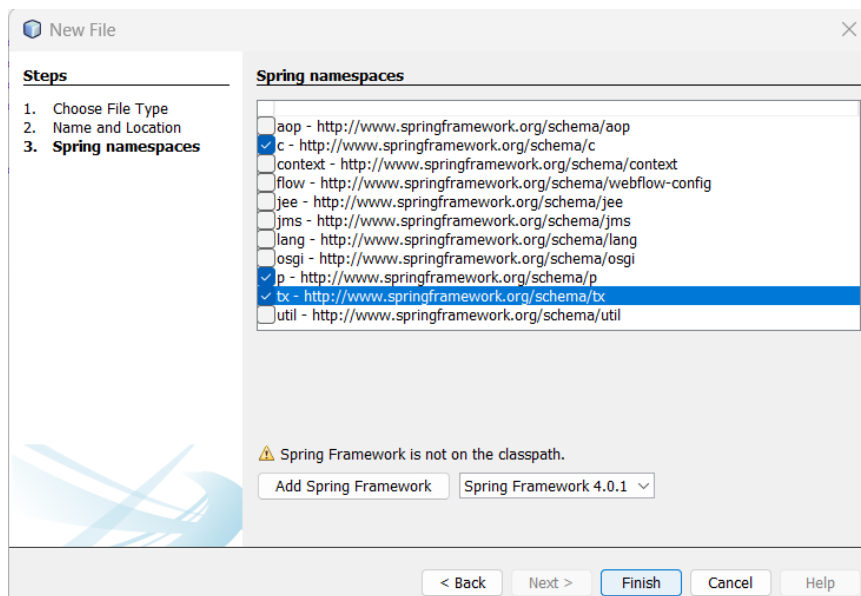 New File
Steps
1. Choose File Type
2. Name and Location
3. Spring namespaces
Spring namespaces
aop - http://www.springframework.org/schema/aop
c - http://www.springframework.org/schema/c
context - http://www.springframework.org/schema/context
flow - http://www.springframework.org/schema/webflow-config
jee - http://www.springframework.org/schema/jee
jms - http://www.springframework.org/schema/jms
lang - http://www.springframework.org/schema/lang
osgi - http://www.springframework.org/schema/osgi
p - http://www.springframework.org/schema/p
tx - http://www.springframework.org/schema/tx
util - http://www.springframework.org/schema/util
Spring Framework is not on the classpath.
Add Spring Framework Spring Framework 4.0.1
< Back Next > Finish Cancel Help